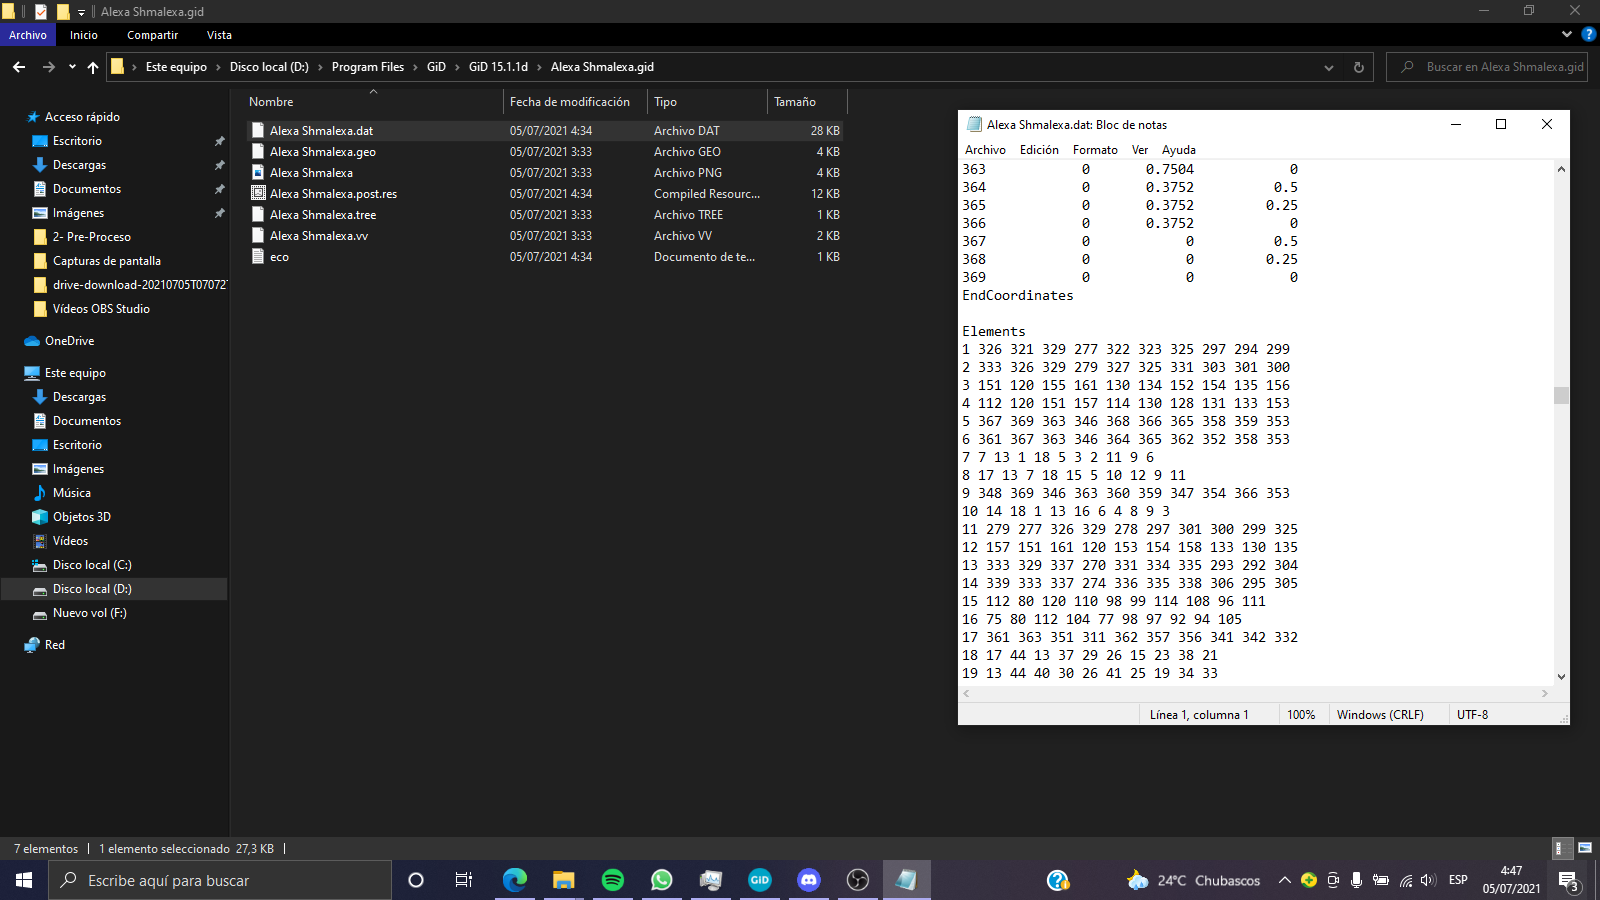 Alexa Shmalexa.gid
Archivo Inicio Compartir Vista
Este equipo Disco local (D:) Program Files GiD GiD 15.1.1d Alexa Shmalexa.gid
Buscar en Alexa Shmalexa.gid
Nombre Fecha de modificación Tipo Tamaño
Alexa Shmalexa.dat 05/07/2021 4:34 Archivo DAT 28 KB
Alexa Shmalexa.geo 05/07/2021 3:33 Archivo GEO 4 KB
Alexa Shmalexa 05/07/2021 3:33 Archivo PNG 4 KB
Alexa Shmalexa.post.res 05/07/2021 4:34 Compiled Resourc... 12 KB
Alexa Shmalexa.tree 05/07/2021 3:33 Archivo TREE 1 KB
Alexa Shmalexa.vv 05/07/2021 3:33 Archivo VV 2 KB
eco 05/07/2021 4:34 Documento de te... 1 KB
Acceso rápido
Escritorio
Descargas
Documentos
Imágenes
2- Pre-Proceso
Capturas de pantalla
drive-download-20210705T07072
Vídeos OBS Studio
OneDrive
Este equipo
Descargas
Documentos
Escritorio
Imágenes
Música
Objetos 3D
Vídeos
Disco local (C:)
Disco local (D:)
Nuevo vol (F:)
Red
Alexa Shmalexa.dat: Bloc de notas
Archivo Edición Formato Ver Ayuda
363 0 0.7504 0
364 0 0.3752 0.5
365 0 0.3752 0.25
366 0 0.3752 0
367 0 0 0.5
368 0 0 0.25
369 0 0 0
EndCoordinates
Elements
1 326 321 329 277 322 323 325 297 294 299
2 333 326 329 279 327 325 331 303 301 300
3 151 120 155 161 130 134 152 154 135 156
4 112 120 151 157 114 130 128 131 133 153
5 367 369 363 346 368 366 365 358 359 353
6 361 367 363 346 364 365 362 352 358 353
7 7 13 1 18 5 3 2 11 9 6
8 17 13 7 18 15 5 10 12 9 11
9 348 369 346 363 360 359 347 354 366 353
10 14 18 1 13 16 6 4 8 9 3
11 279 277 326 329 278 297 301 300 299 325
12 157 151 161 120 153 154 158 133 130 135
13 333 329 337 270 331 334 335 293 292 304
14 339 333 337 274 336 335 338 306 295 305
15 112 80 120 110 98 99 114 108 96 111
16 75 80 112 104 77 98 97 92 94 105
17 361 363 351 311 362 357 356 341 342 332
18 17 44 13 37 29 26 15 23 38 21
19 13 44 40 30 26 41 25 19 34 33
Línea 1, columna 1 100% Windows (CRLF) UTF-8
7 elementos 1 elemento seleccionado 27,3 KB
Escribe aquí para buscar
GiD
24°C Chubascos
ESP
4:47
05/07/2021
3